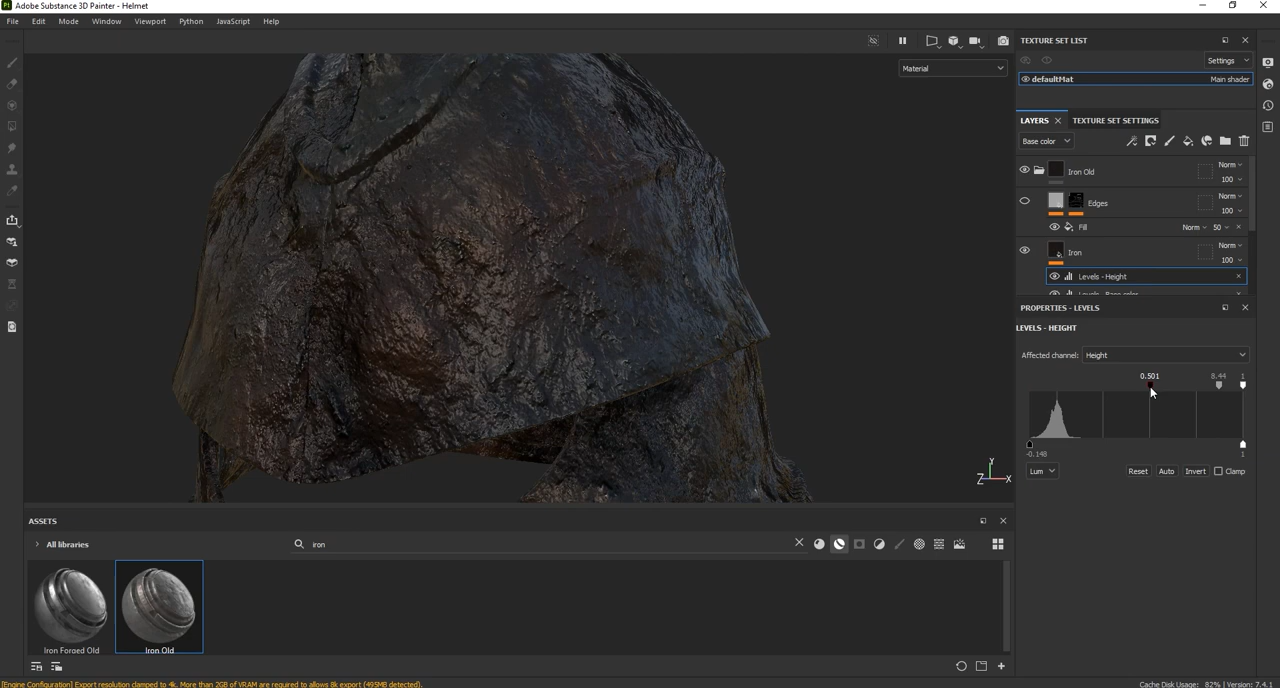 Pt Adobe Substance 3D Painter - Helmet
File Edit Mode Window Viewport Python JavaScript Help
Material
TEXTURE SET LIST
Settings
defaultMat Main shader
LAYERS TEXTURE SET SETTINGS
Base color
Iron Old Norm 100
Edges Norm 100
Fill Norm 50
Iron Norm 100
Levels - Height
Levels - Base color
PROPERTIES - LEVELS
LEVELS - HEIGHT
Affected channel: Height
0.501 8.44 1
-0.148 1
Lum Reset Auto Invert Clamp
Y
Z X
ASSETS
All libraries iron
Iron Forged Old Iron Old
[Engine Configuration] Export resolution clamped to 4k. More than 2GB of VRAM are required to allows 8k export (495MB detected).
Cache Disk Usage: 82% | Version: 7.4.1